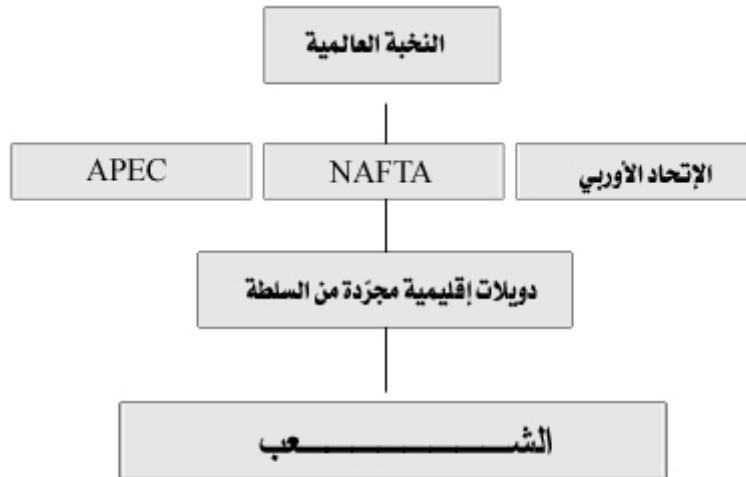 النخبة العالمية
الإتحاد الأوربي
NAFTA
APEC
دويلات إقليمية مجرّدة من السلطة
الشـــــــــــــعب